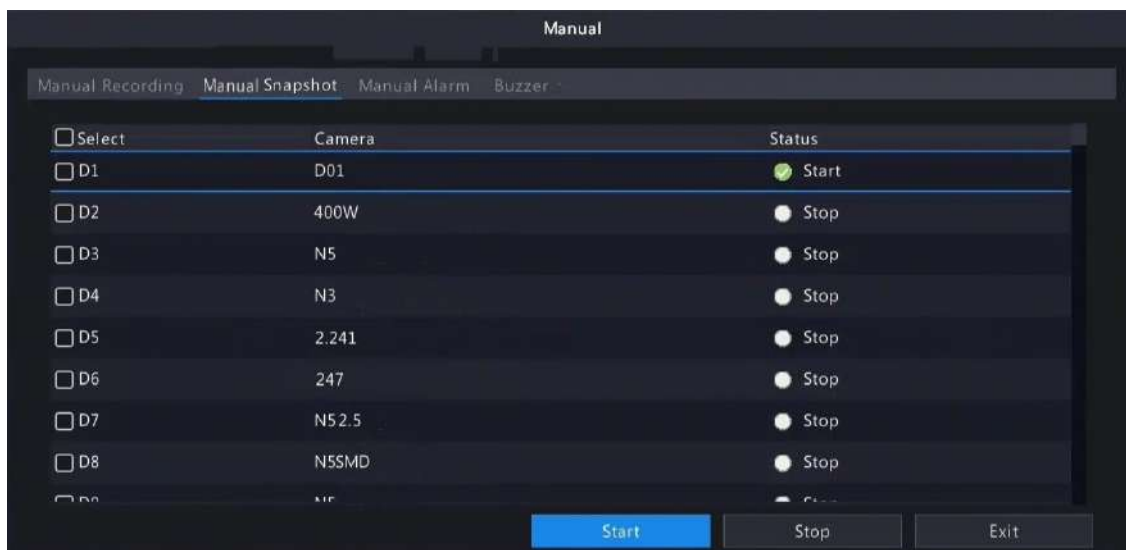 Manual
Manual Recording Manual Snapshot Manual Alarm Buzzer
Select Camera Status
D1 D01 Start
D2 400W Stop
D3 N5 Stop
D4 N3 Stop
D5 2.241 Stop
D6 247 Stop
D7 N52.5 Stop
D8 N5SMD Stop
Start Stop Exit